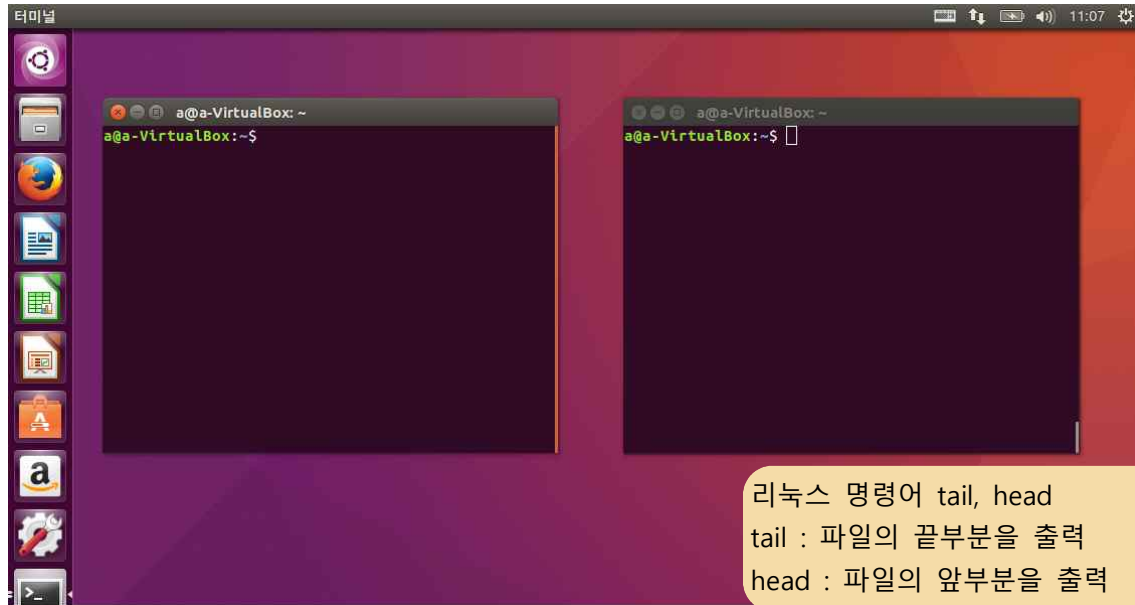 터미널
11:07
a@a-VirtualBox: ~
a@a-VirtualBox:~$
a@a-VirtualBox: ~
a@a-VirtualBox:~$
리눅스 명령어 tail, head
tail : 파일의 끝부분을 출력
head : 파일의 앞부분을 출력